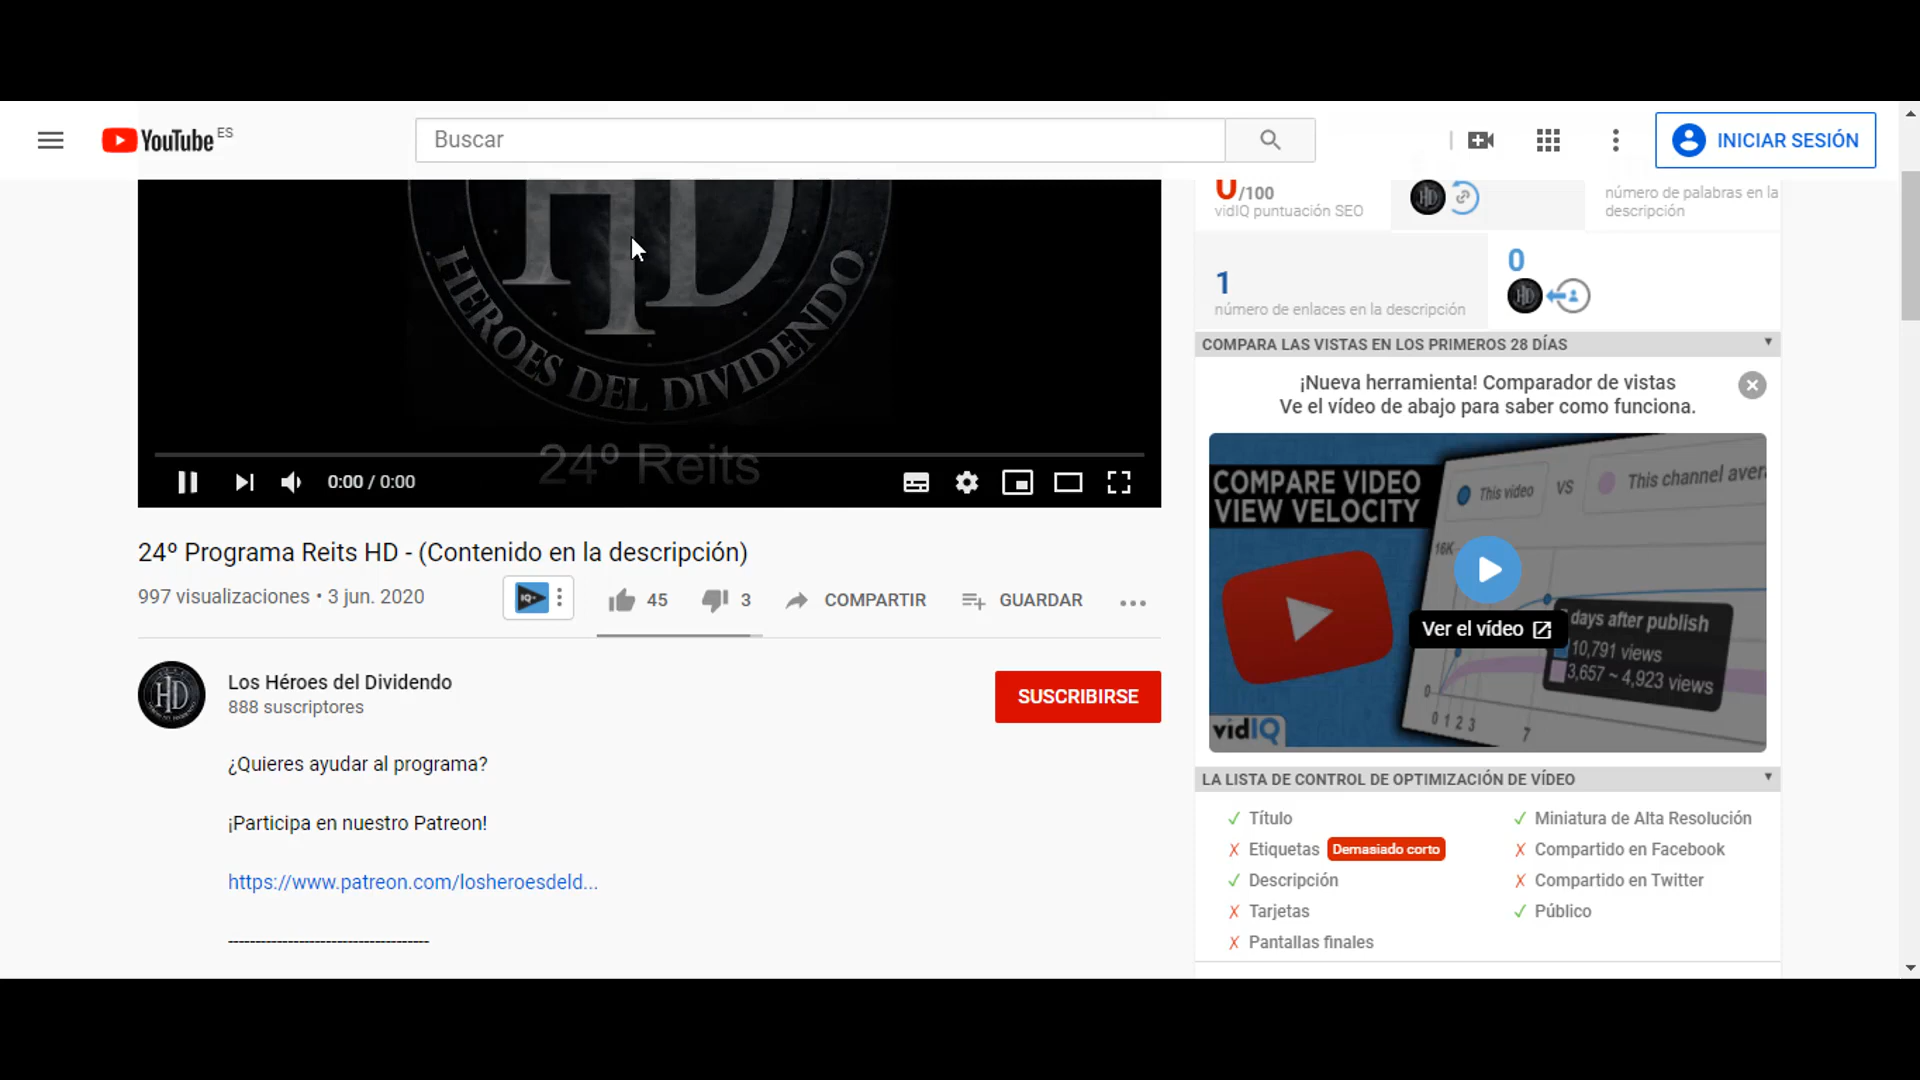 YouTube ES
Buscar
INICIAR SESIÓN
HD
HEROES DEL DIVIDENDO
24º Reits
0:00 / 0:00
24º Programa Reits HD - (Contenido en la descripción)
997 visualizaciones • 3 jun. 2020
IQ
45
3
COMPARTIR
GUARDAR
HD
Los Héroes del Dividendo
888 suscriptores
SUSCRIBIRSE
¿Quieres ayudar al programa?
¡Participa en nuestro Patreon!
https://www.patreon.com/losheroesdeld...
------------------------------------
0/100
vidIQ puntuación SEO
HD
número de palabras en la
descripción
1
número de enlaces en la descripción
0
HD
COMPARA LAS VISTAS EN LOS PRIMEROS 28 DÍAS
¡Nueva herramienta! Comparador de vistas
Ve el vídeo de abajo para saber como funciona.
COMPARE VIDEO
VIEW VELOCITY
This video VS This channel aver
16K
Ver el vídeo
days after publish
10,791 views
3,657 ~ 4,923 views
0
0 1 2 3 7
vidIQ
LA LISTA DE CONTROL DE OPTIMIZACIÓN DE VÍDEO
Título
Etiquetas Demasiado corto
Descripción
Tarjetas
Pantallas finales
Miniatura de Alta Resolución
Compartido en Facebook
Compartido en Twitter
Público